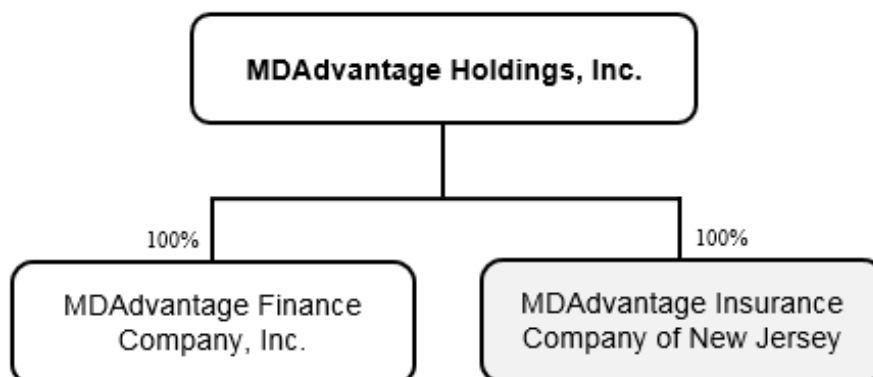 MDAdvantage Holdings, Inc.
100%
100%
MDAdvantage Finance
Company, Inc.
MDAdvantage Insurance
Company of New Jersey